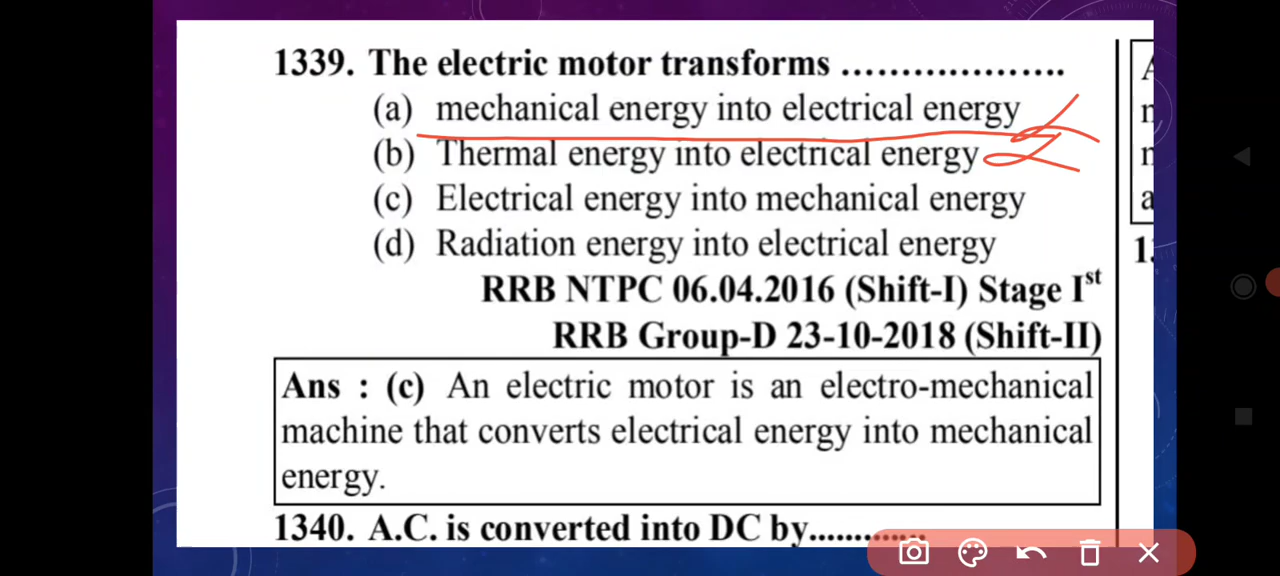 1339. The electric motor transforms ...................
(a) mechanical energy into electrical energy
(b) Thermal energy into electrical energy
(c) Electrical energy into mechanical energy
(d) Radiation energy into electrical energy
RRB NTPC 06.04.2016 (Shift-I) Stage Ist
RRB Group-D 23-10-2018 (Shift-II)
Ans : (c) An electric motor is an electro-mechanical
machine that converts electrical energy into mechanical
energy.
1340. A.C. is converted into DC by.............